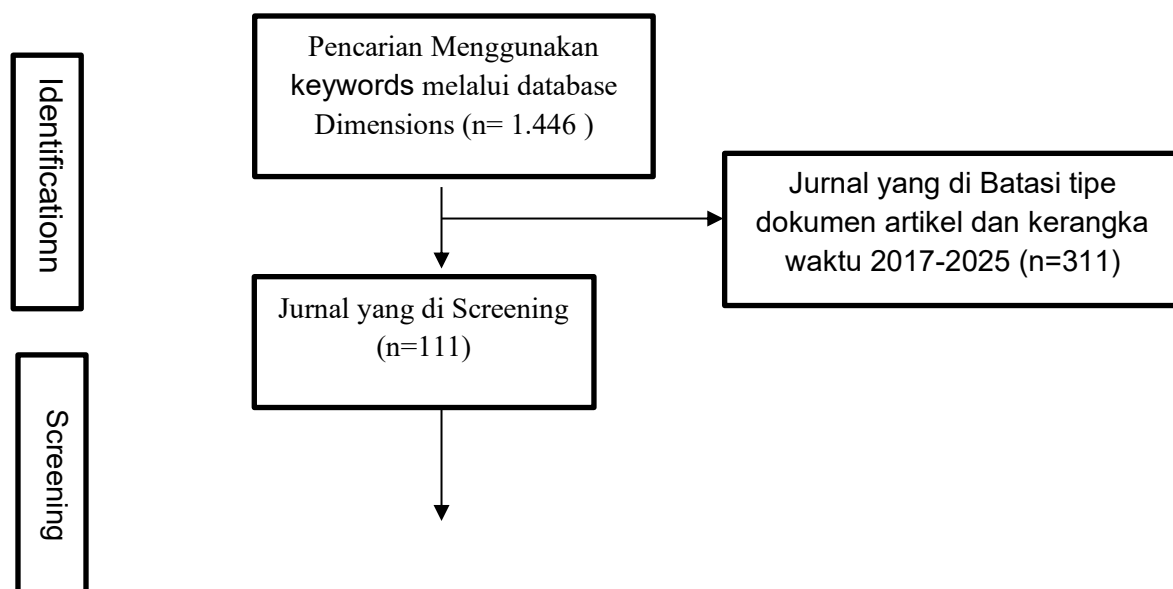 Identificationn
Pencarian Menggunakan
keywords melalui database
Dimensions (n= 1.446 )
Jurnal yang di Batasi tipe
dokumen artikel dan kerangka
waktu 2017-2025 (n=311)
Jurnal yang di Screening
(n=111)
Screening